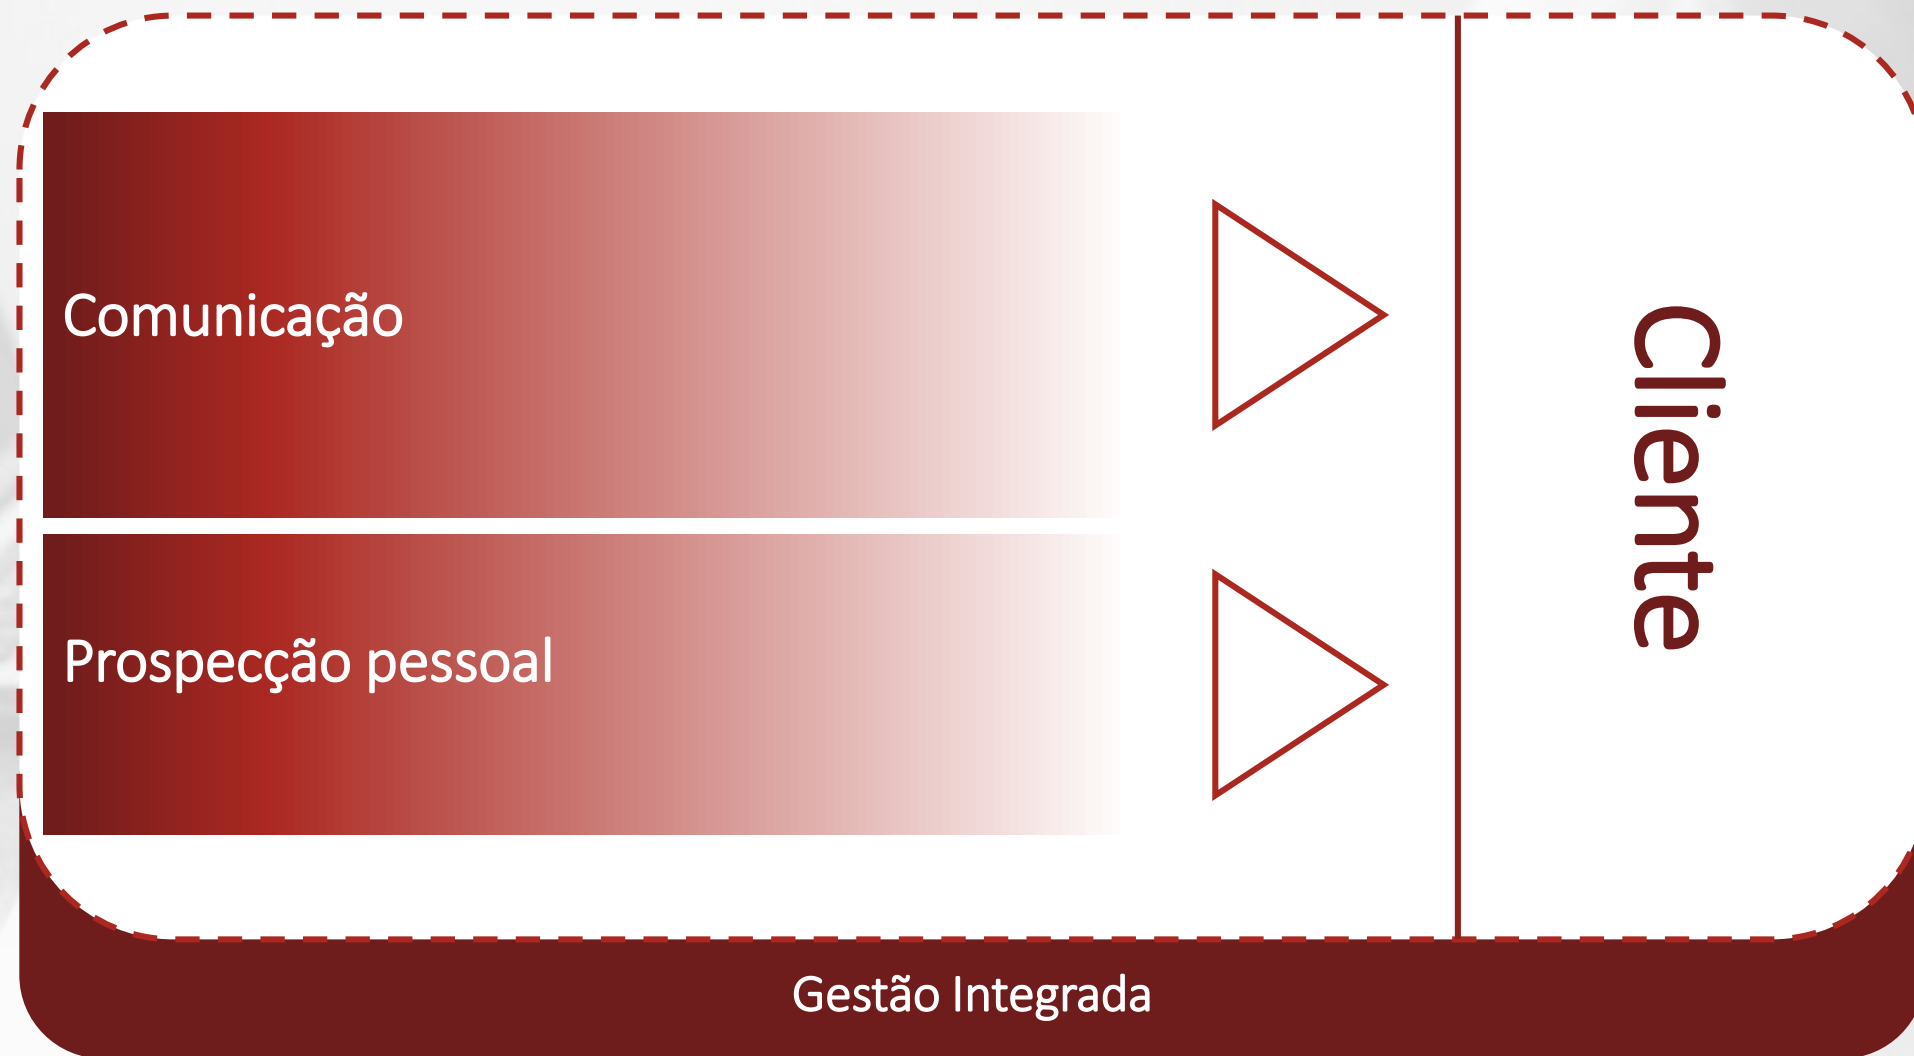 Comunicação
Prospecção pessoal
Cliente
Gestão Integrada